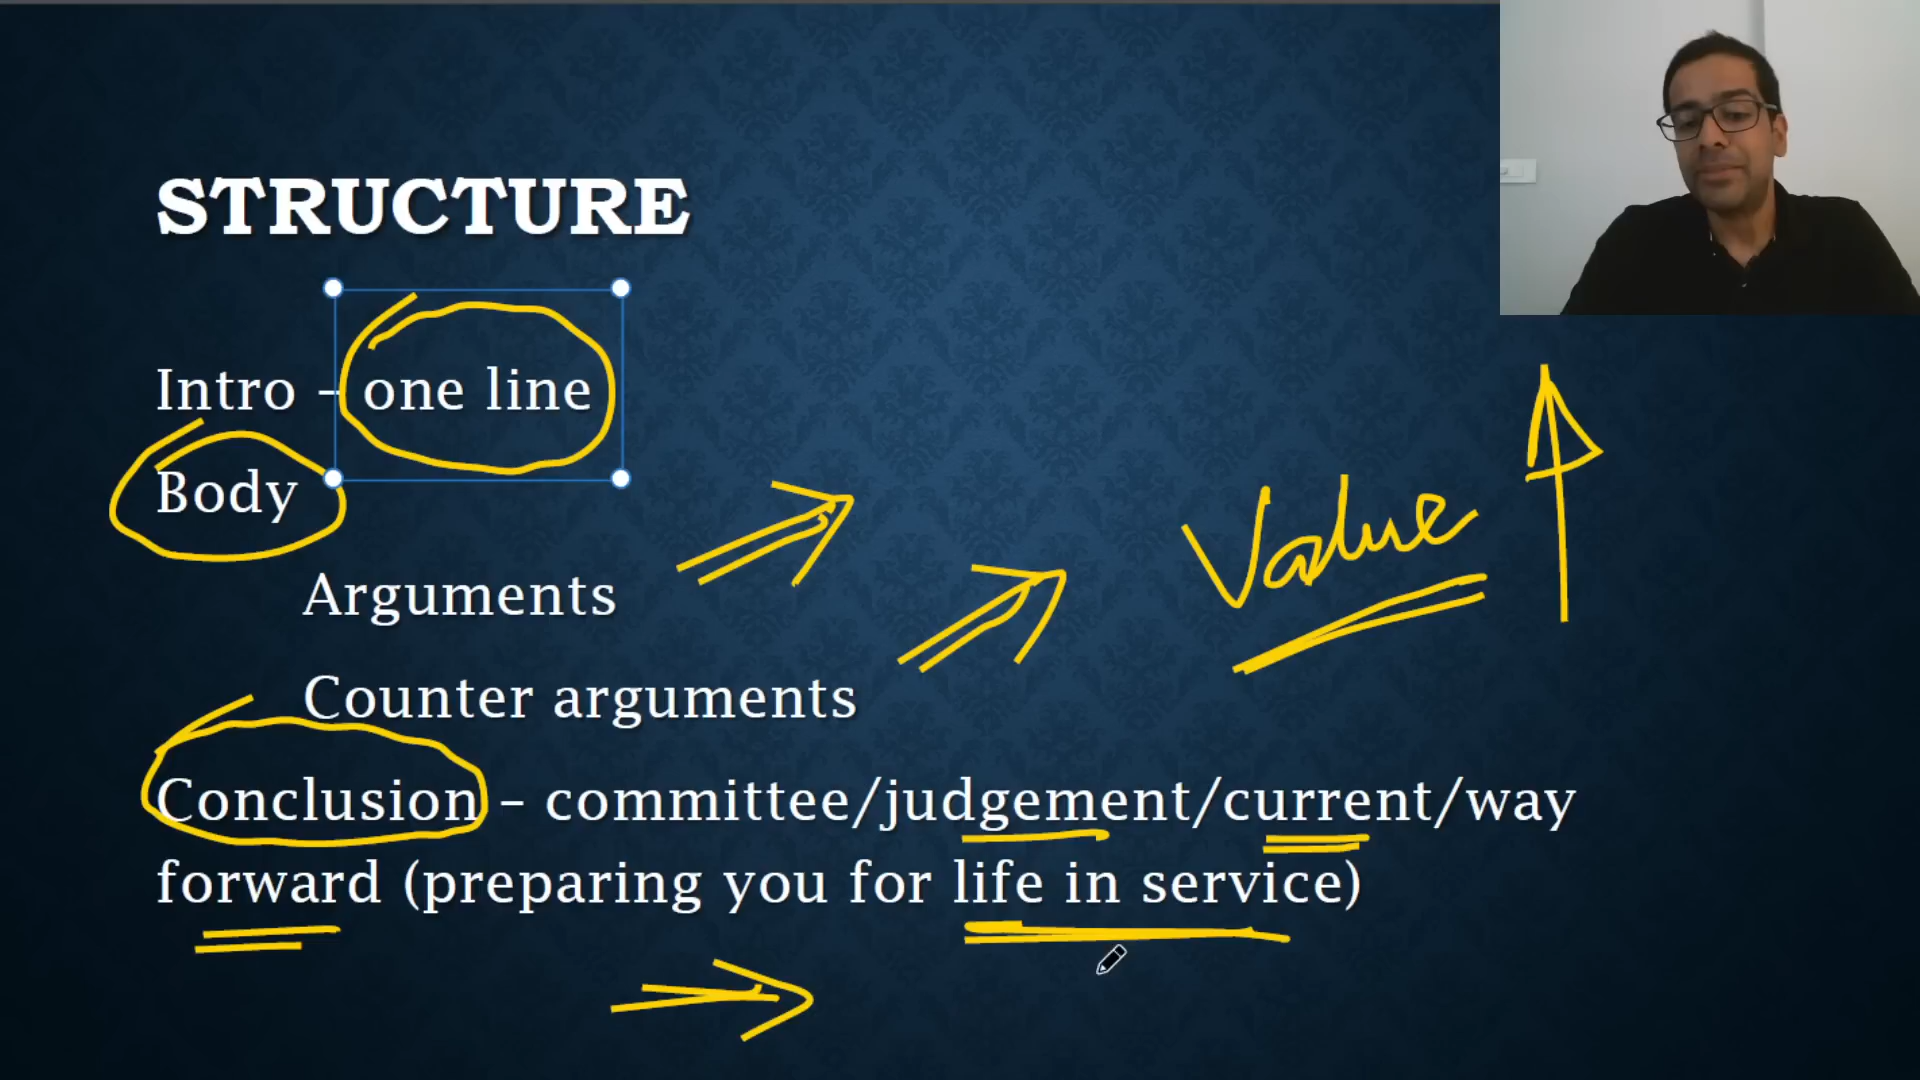 STRUCTURE
Intro – one line
Body
Arguments
Value
Counter arguments
Conclusion – committee/judgement/current/way
forward (preparing you for life in service)